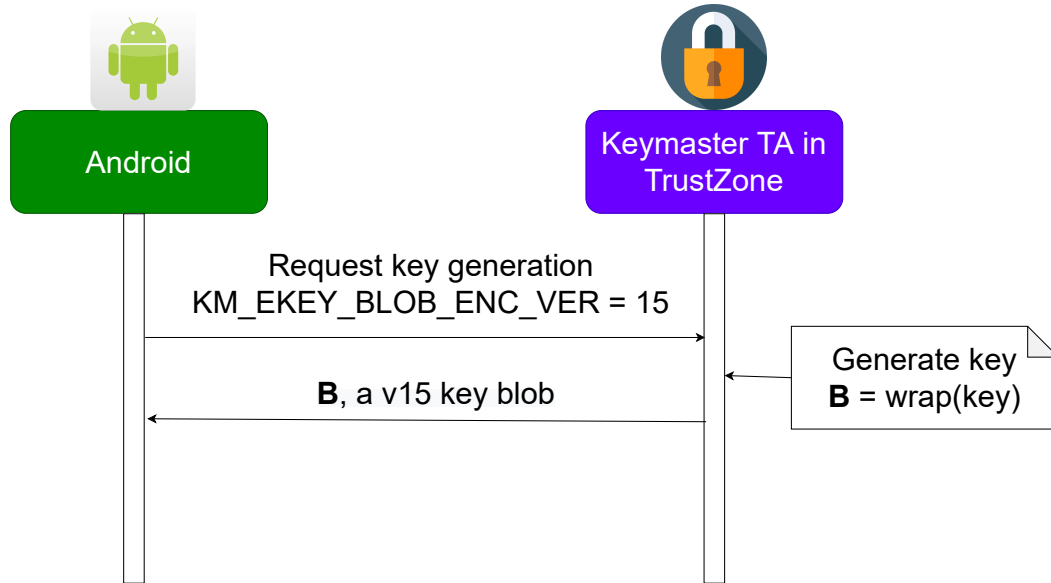 Android
Keymaster TA in
TrustZone
Request key generation
KM_EKEY_BLOB_ENC_VER = 15
Generate key
B = wrap(key)
B, a v15 key blob